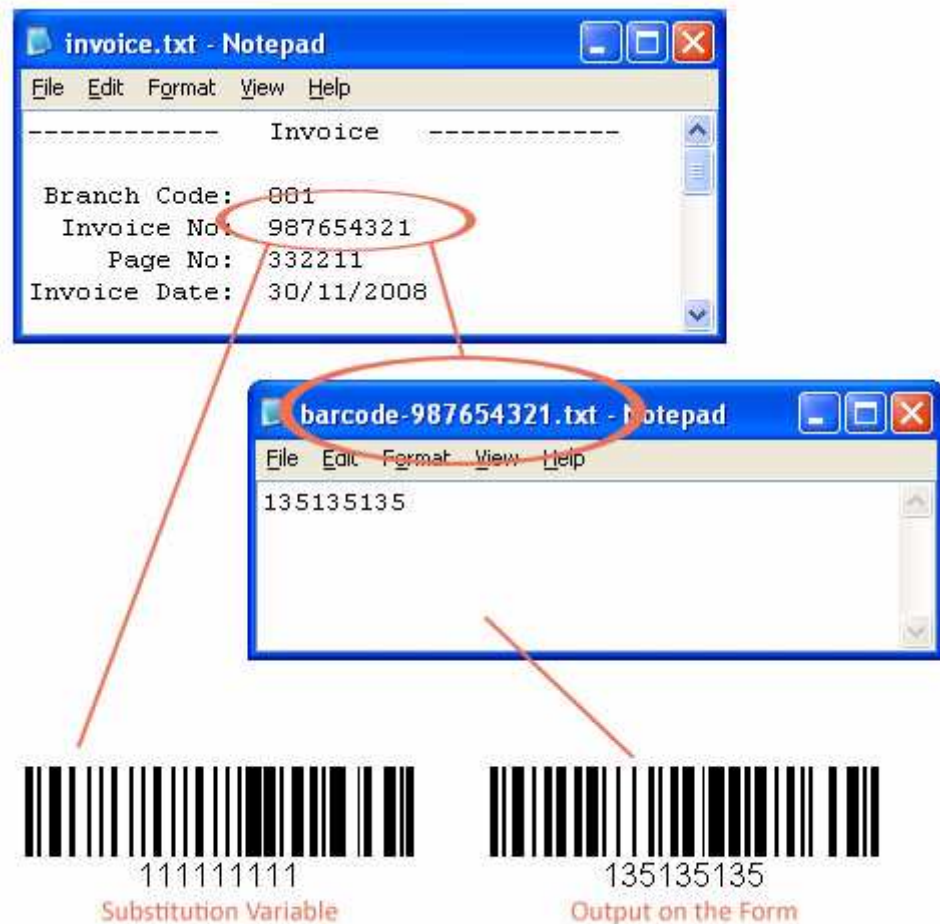 invoice.txt - Notepad
File Edit Format View Help
------------ Invoice ------------
Branch Code: 001
Invoice No: 987654321
Page No: 332211
Invoice Date: 30/11/2008
barcode-987654321.txt - Notepad
File Edit Format View Help
135135135
111111111
Substitution Variable
135135135
Output on the Form